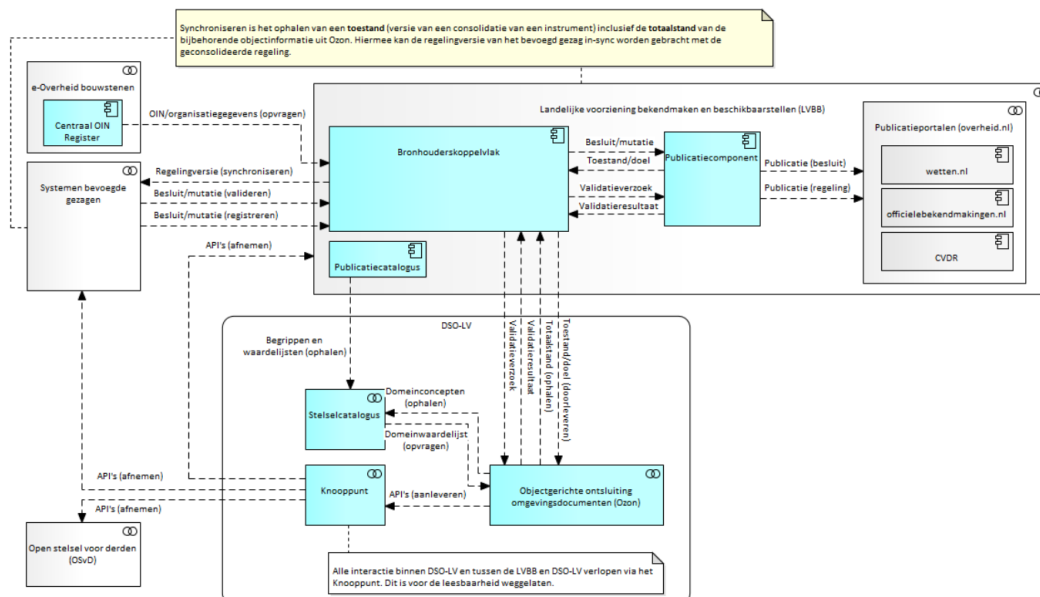 Synchroniseren is het ophalen van een toestand (versie van een consolidatie van een instrument) inclusief de totaalstand van de
bijbehorende objectinformatie uit Ozon. Hiermee kan de regelingversie van het bevoegd gezag in-sync worden gebracht met de
geconsolideerde regeling.
e-Overheid bouwstenen
Centraal OIN
Register
OIN/organisatiegegevens (opvragen)
Landelijke voorziening bekendmaken en beschikbaarstellen (LVBB)
Bronhouderskoppelvlak
Besluit/mutatie
Toestand/doel
Validatieverzoek
Validatieresultaat
Publicatiecomponent
Publicatie (besluit)
Publicatie (regeling)
Publicatieportalen (overheid.nl)
wetten.nl
officielebekendmakingen.nl
CVDR
Systemen bevoegde
gezagen
Regelingversie (synchroniseren)
Besluit/mutatie (valideren)
Besluit/mutatie (registreren)
API's (afnemen)
Publicatiecatalogus
DSO-LV
Begrippen en
waardelijsten (ophalen)
Validatieverzoek
Validatieresultaat
Totaalstand (ophalen)
Toestand/doel (doorleveren)
Stelselcatalogus
Domeinconcepten
(ophalen)
Domeinwaardelijst
(opvragen)
API's (afnemen)
Knooppunt
API's (aanleveren)
Objectgerichte ontsluiting
omgevingsdocumenten (Ozon)
API's (afnemen)
Open stelsel voor derden
(OSvD)
Alle interactie binnen DSO-LV en tussen de LVBB en DSO-LV verlopen via het
Knooppunt. Dit is voor de leesbaarheid weggelaten.